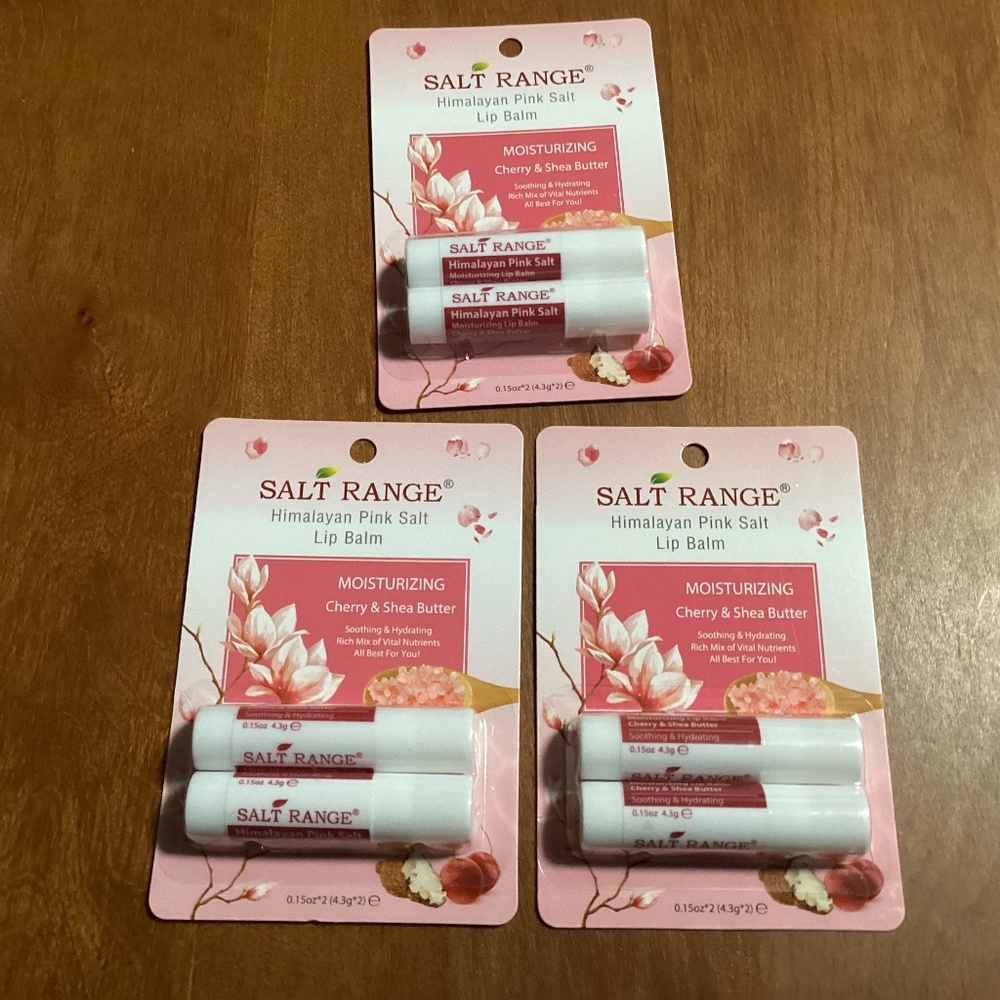 SALT RANGE®
Himalayan Pink Salt
Lip Balm
MOISTURIZING
Cherry & Shea Butter
Soothing & Hydrating
Rich Mix of Vital Nutrients
All Best For You!
SALT RANGE®
Himalayan Pink Salt
Moisturizing Lip Balm
Cherry & Shea Butter
SALT RANGE®
Himalayan Pink Salt
Moisturizing Lip Balm
Cherry & Shea Butter
0.15oz*2 (4.3g*2) ℮
SALT RANGE®
Himalayan Pink Salt
Lip Balm
MOISTURIZING
Cherry & Shea Butter
Soothing & Hydrating
Rich Mix of Vital Nutrients
All Best For You!
Soothing & Hydrating
0.15oz 4.3g ℮
SALT RANGE®
0.15oz 4.3g ℮
SALT RANGE®
Himalayan Pink Salt
0.15oz*2 (4.3g*2) ℮
SALT RANGE®
Himalayan Pink Salt
Lip Balm
MOISTURIZING
Cherry & Shea Butter
Soothing & Hydrating
Rich Mix of Vital Nutrients
All Best For You!
Moisturizing Lip Balm
Cherry & Shea Butter
Soothing & Hydrating
0.15oz 4.3g ℮
SALT RANGE®
Cherry & Shea Butter
Soothing & Hydrating
0.15oz 4.3g ℮
SALT RANGE®
0.15oz*2 (4.3g*2) ℮